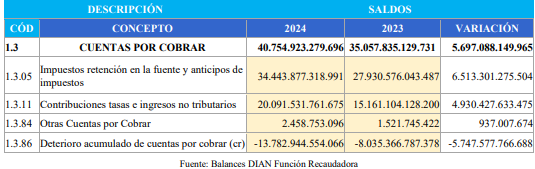 DESCRIPCIÓN SALDOS
CÓD CONCEPTO 2024 2023 VARIACIÓN
1.3 CUENTAS POR COBRAR 40.754.923.279.696 35.057.835.129.731 5.697.088.149.965
1.3.05 Impuestos retención en la fuente y anticipos de impuestos 34.443.877.318.991 27.930.576.043.487 6.513.301.275.504
1.3.11 Contribuciones tasas e ingresos no tributarios 20.091.531.761.675 15.161.104.128.200 4.930.427.633.475
1.3.84 Otras Cuentas por Cobrar 2.458.753.096 1.521.745.422 937.007.674
1.3.86 Deterioro acumulado de cuentas por cobrar (cr) -13.782.944.554.066 -8.035.366.787.378 -5.747.577.766.688
Fuente: Balances DIAN Función Recaudadora